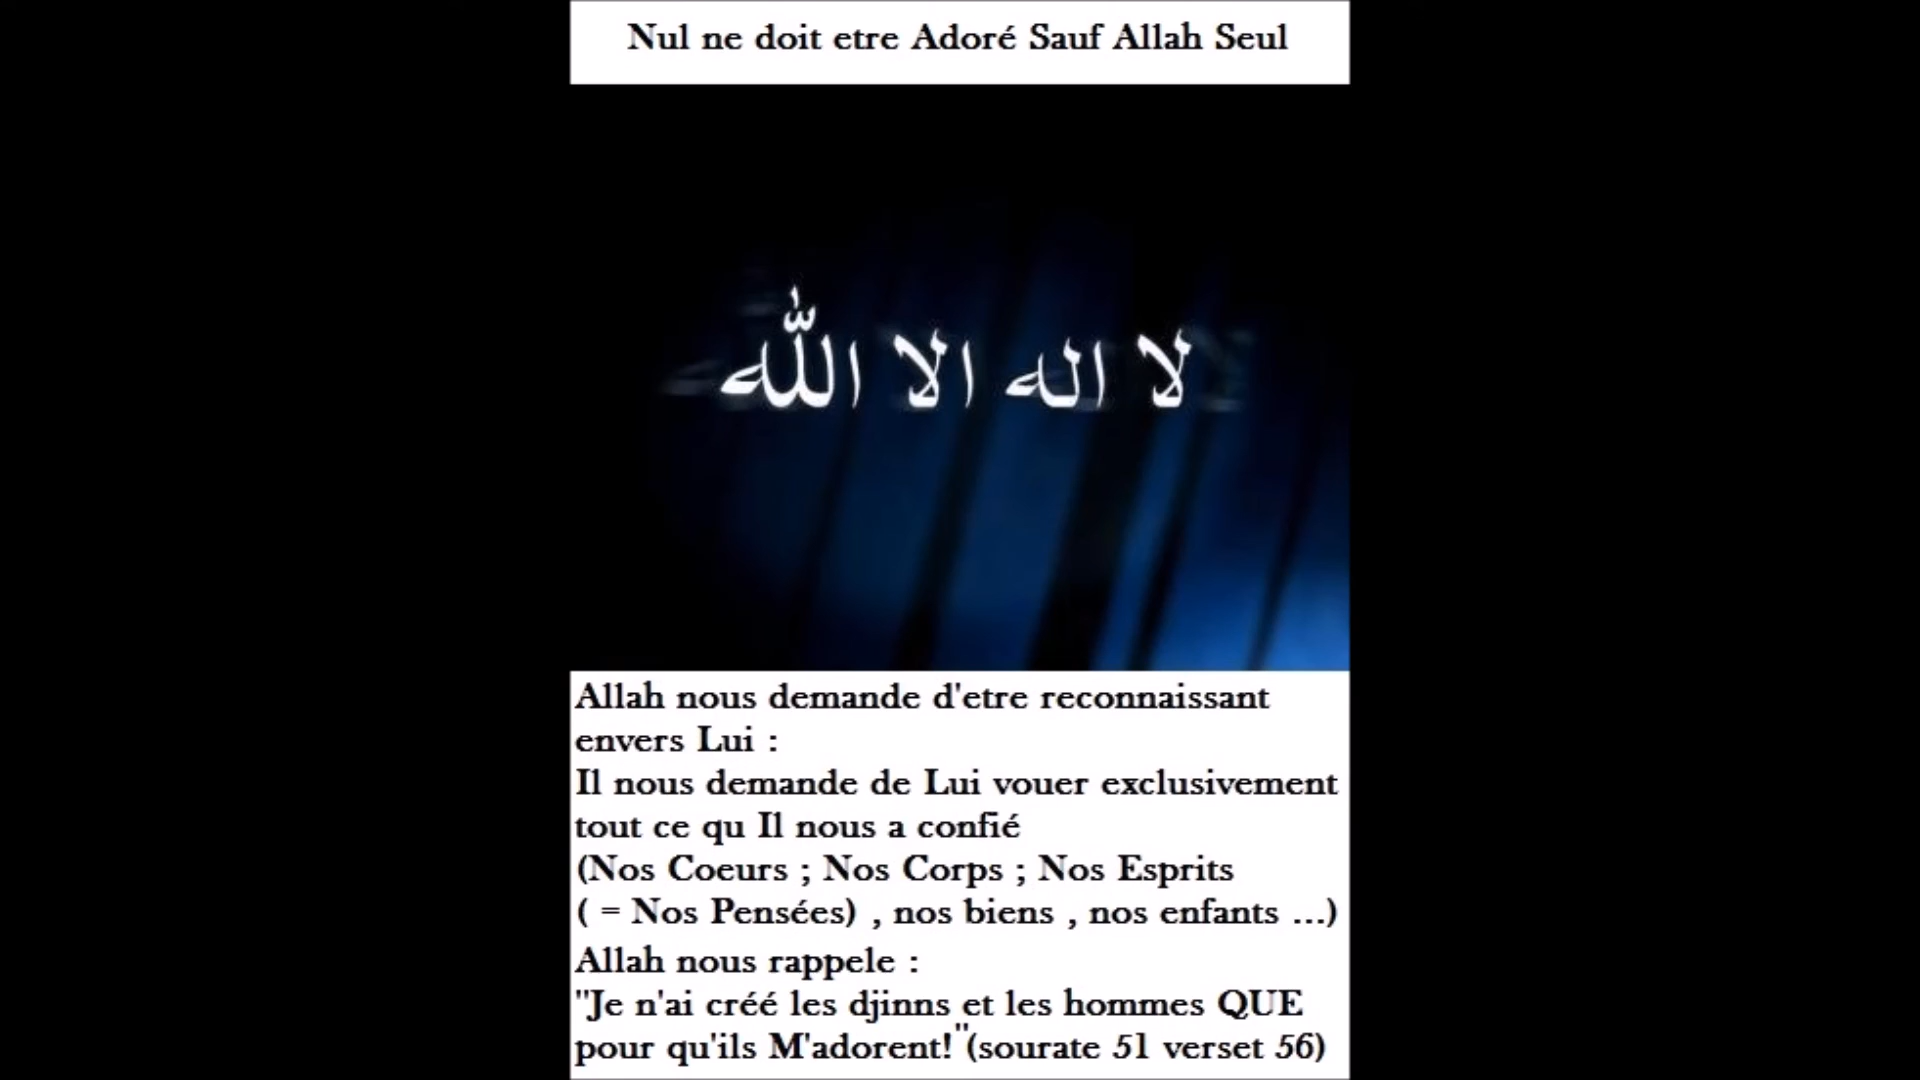 Nul ne doit etre Adoré Sauf Allah Seul
لا اله الا الله
Allah nous demande d'etre reconnaissant
envers Lui :
Il nous demande de Lui vouer exclusivement
tout ce qu Il nous a confié
(Nos Coeurs ; Nos Corps ; Nos Esprits
( = Nos Pensées) , nos biens , nos enfants ...)
Allah nous rappele :
"Je n'ai créé les djinns et les hommes QUE
pour qu'ils M'adorent!"(sourate 51 verset 56)